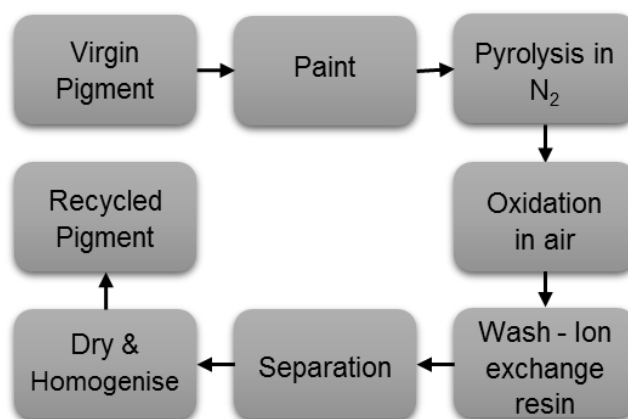 Virgin
Pigment
Paint
Pyrolysis in
N₂
Oxidation
in air
Wash - Ion
exchange
resin
Separation
Dry &
Homogenise
Recycled
Pigment